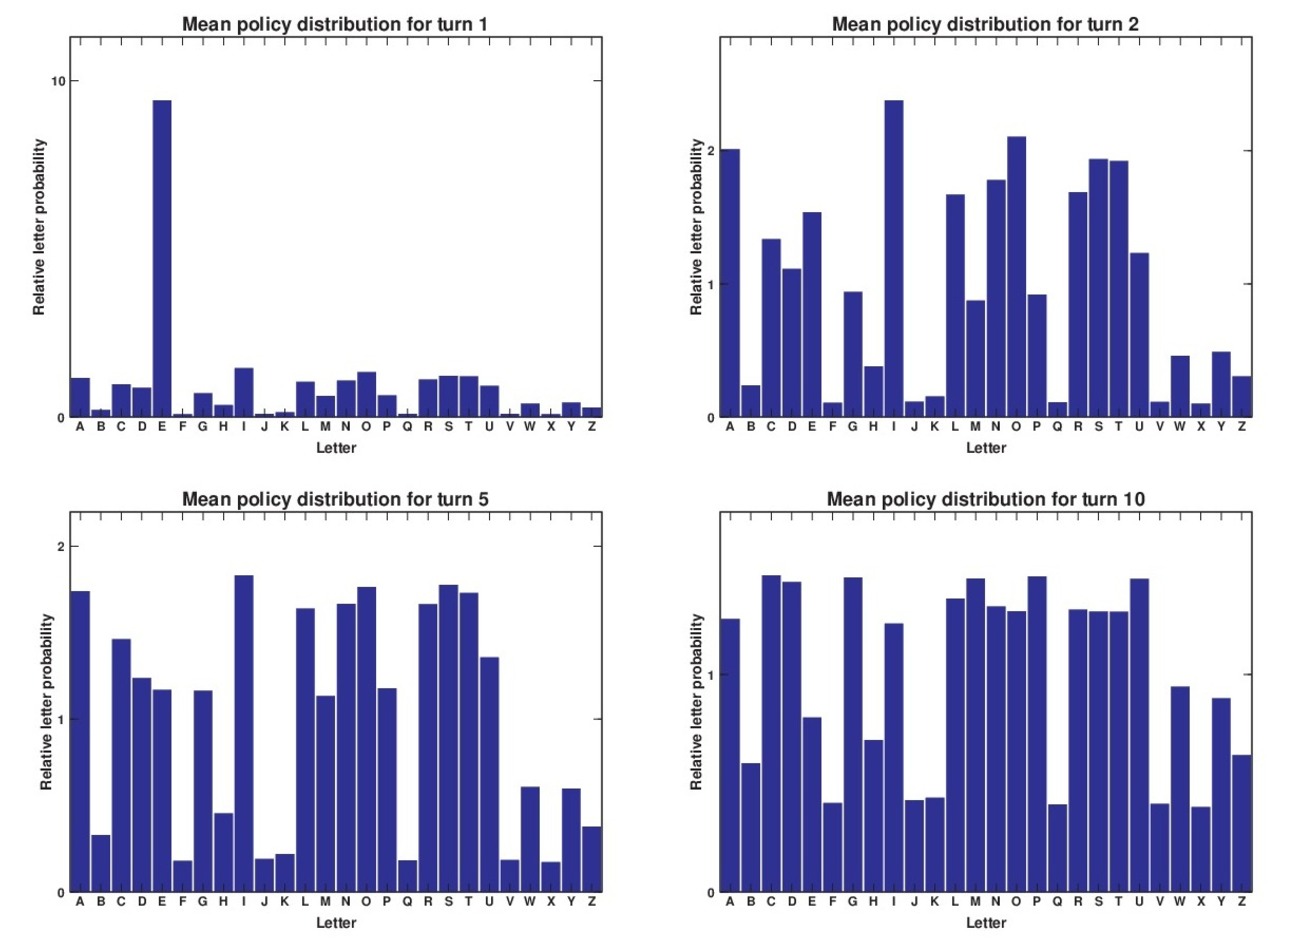 Mean policy distribution for turn 1
Relative letter probability
10
0
A B C D E F G H I J K L M N O P Q R S T U V W X Y Z
Letter
Mean policy distribution for turn 2
Relative letter probability
2
1
0
A B C D E F G H I J K L M N O P Q R S T U V W X Y Z
Letter
Mean policy distribution for turn 5
Relative letter probability
2
1
0
A B C D E F G H I J K L M N O P Q R S T U V W X Y Z
Letter
Mean policy distribution for turn 10
Relative letter probability
1
0
A B C D E F G H I J K L M N O P Q R S T U V W X Y Z
Letter